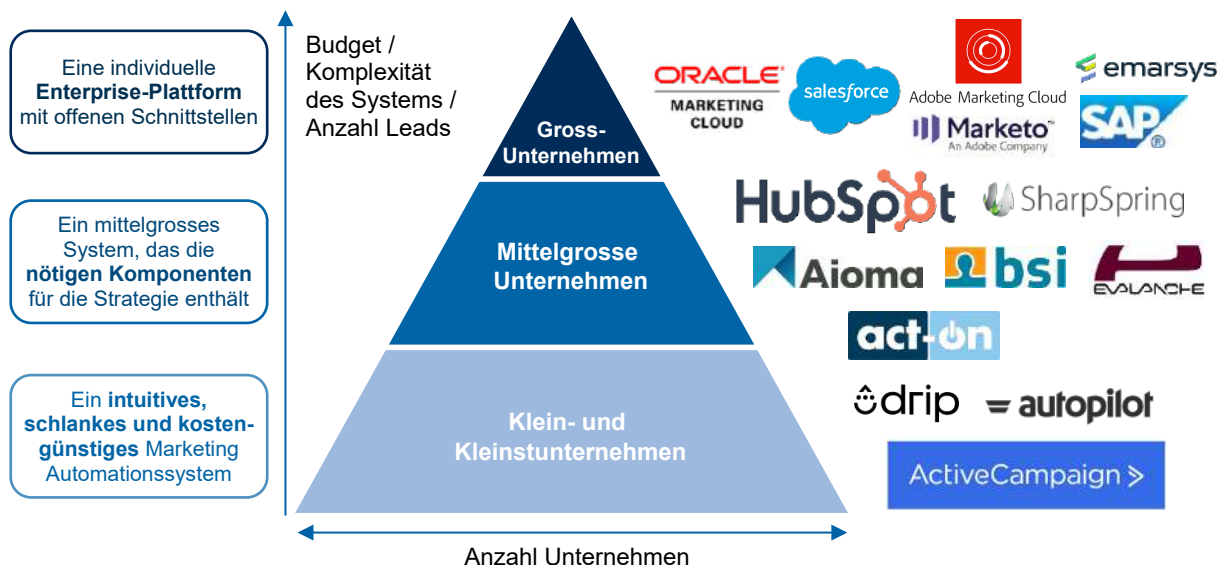 Eine individuelle
Enterprise-Plattform
mit offenen Schnittstellen
Ein mittelgrosses
System, das die
nötigen Komponenten
für die Strategie enthält
Ein intuitives,
schlankes und kosten-
günstiges Marketing
Automationssystem
Budget /
Komplexität
des Systems /
Anzahl Leads
Gross-
Unternehmen
Mittelgrosse
Unternehmen
Klein- und
Kleinstunternehmen
Anzahl Unternehmen
ORACLE
MARKETING
CLOUD
salesforce
Adobe Marketing Cloud
Marketo™
An Adobe Company
emarsys
SAP®
HubSpot
SharpSpring
Aioma
bsi
EVALANCHE
act-on
drip
autopilot
ActiveCampaign >